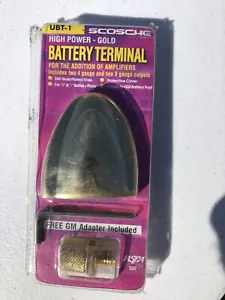 UBT-1
SCOSCHE
HIGH POWER - GOLD
BATTERY TERMINAL
FOR THE ADDITION OF AMPLIFIERS
Includes two 4 gauge and two 8 gauge outputs
Protective Cover
FREE GM Adapter Included